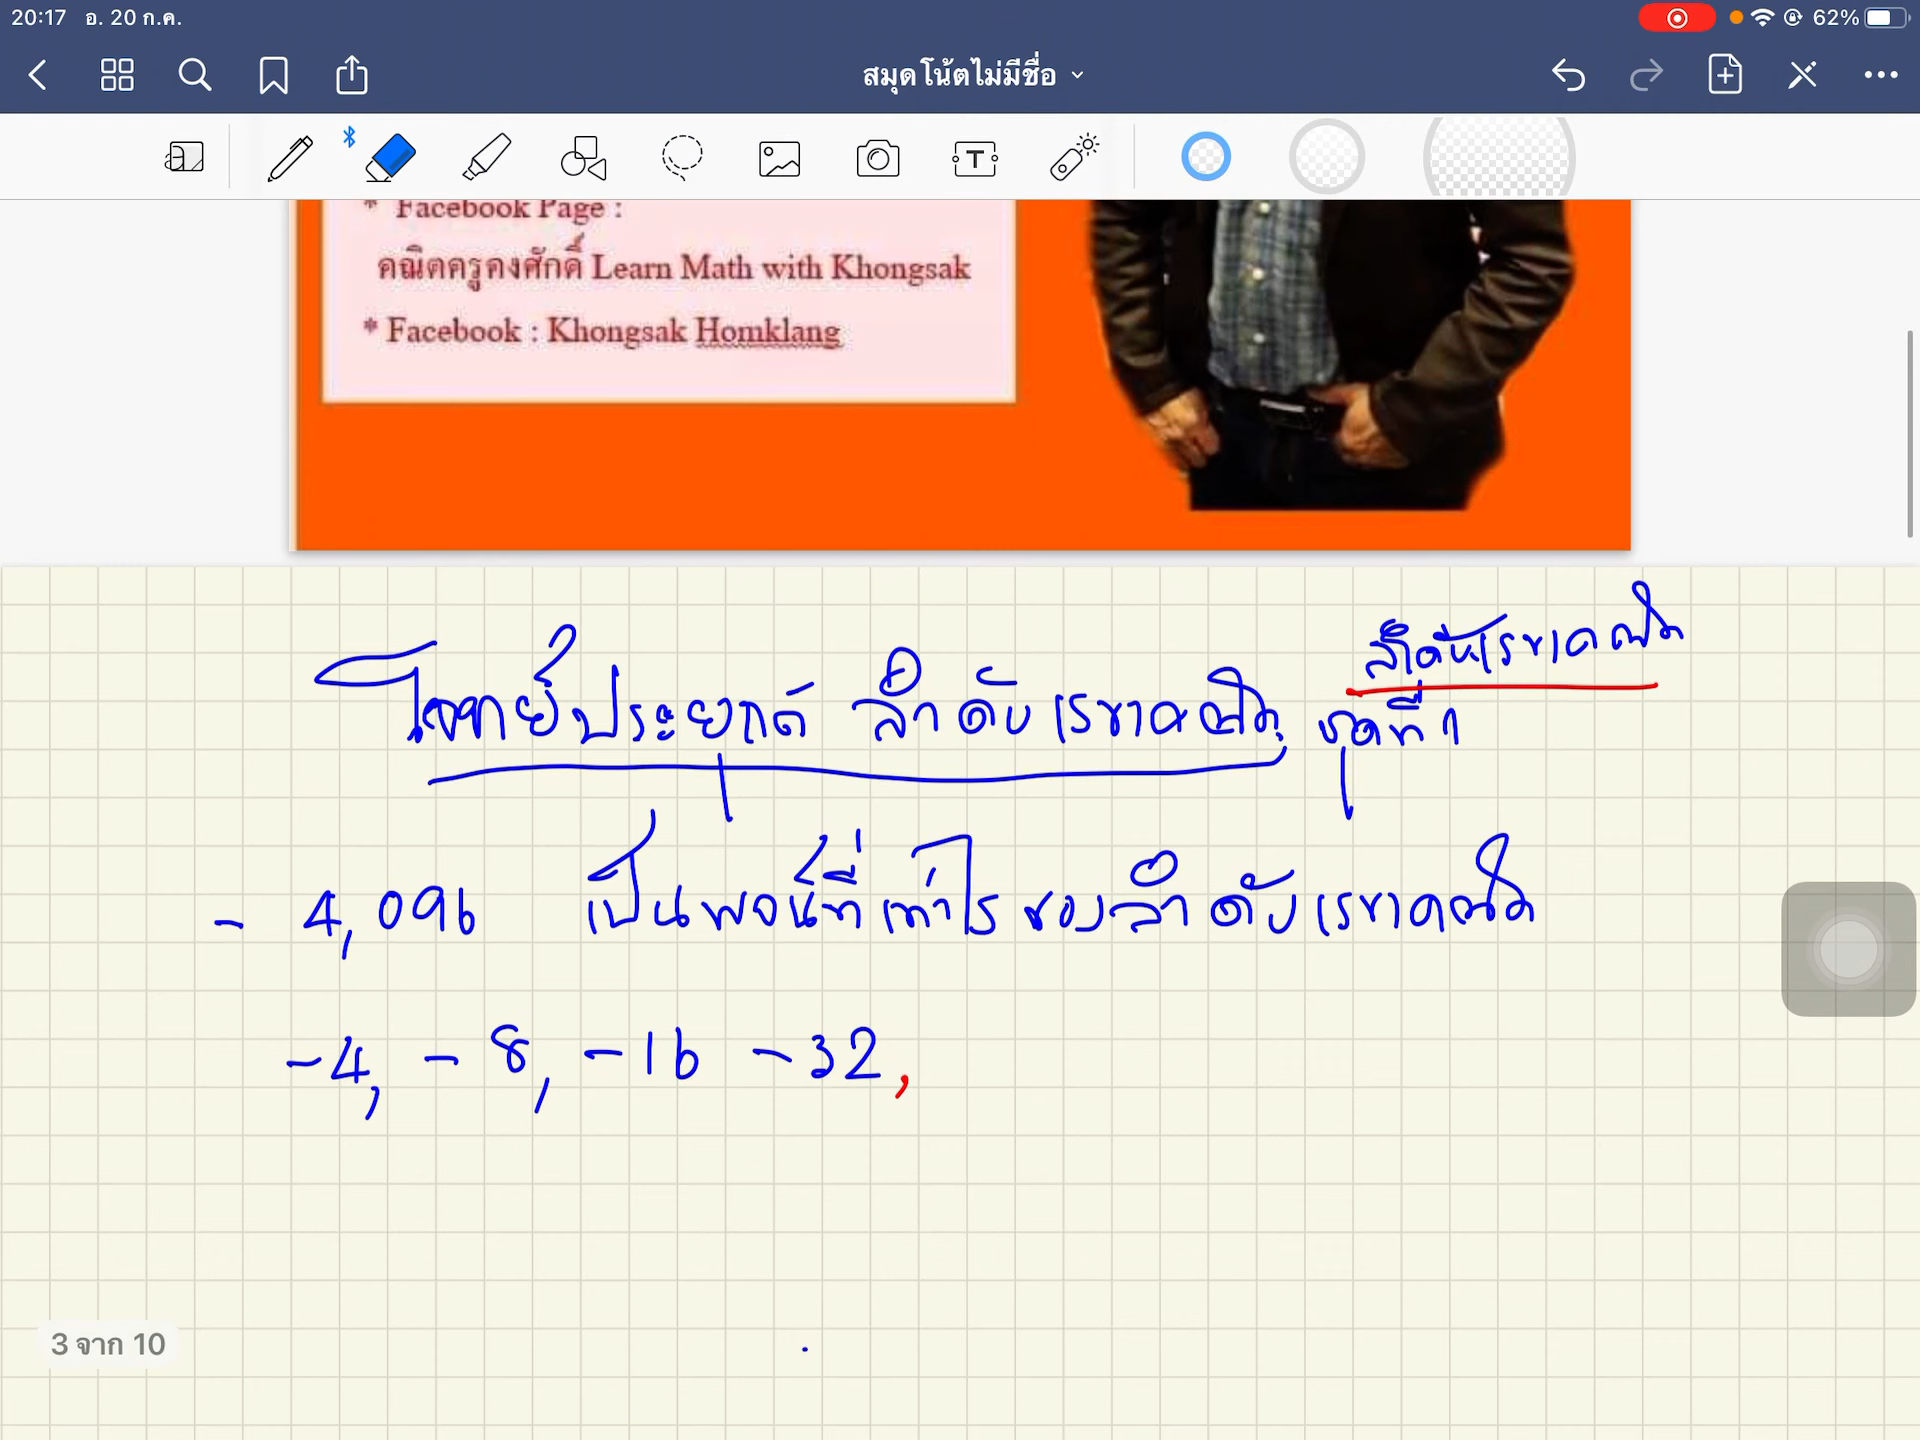 20:17 อ. 20 ก.ค.
62%
สมุดโน้ตไม่มีชื่อ
* Facebook Page :
คณิตครูคงศักดิ์ Learn Math with Khongsak
* Facebook : Khongsak Homklang
ลำดับเรขาคณิต
โจทย์ประยุกต์ ลำดับเรขาคณิต ชุดที่ 1
- 4,096 เป็นพจน์ที่เท่าไร ของลำดับเรขาคณิต
-4, - 8, -16 -32,
3 จาก 10